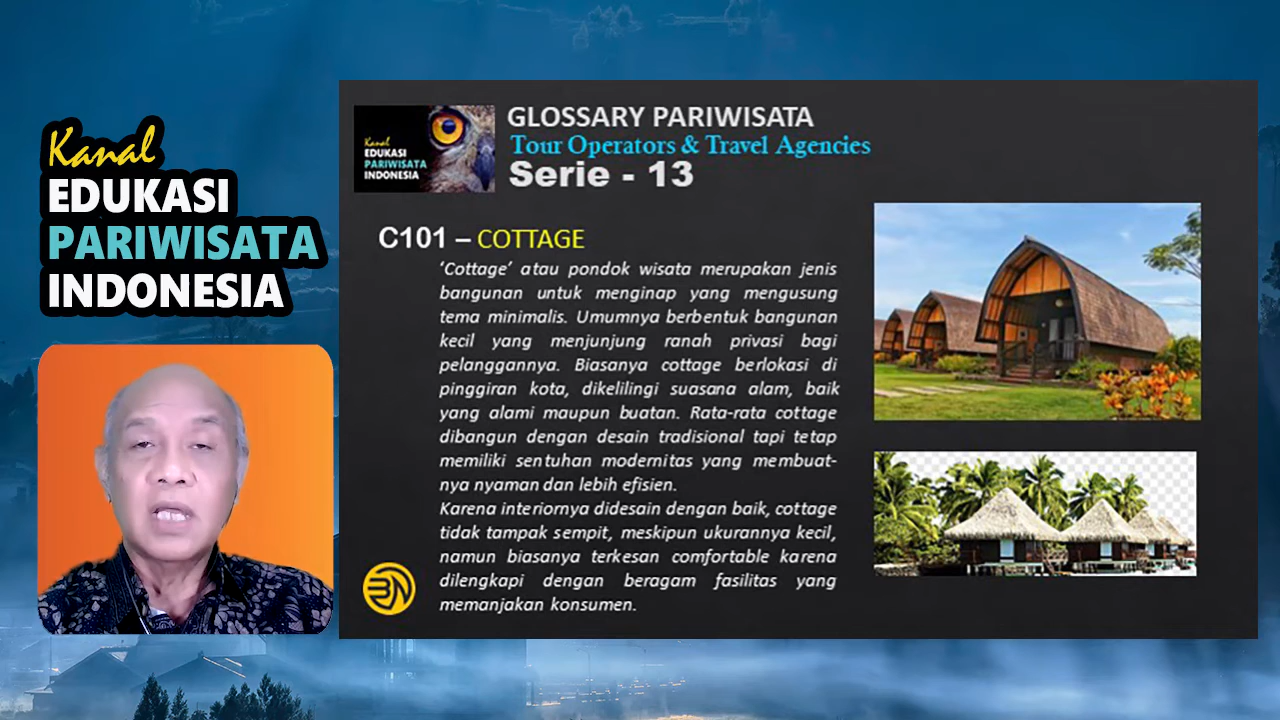 Kanal
EDUKASI
PARIWISATA
INDONESIA
Kanal
EDUKASI
PARIWISATA
INDONESIA
GLOSSARY PARIWISATA
Tour Operators & Travel Agencies
Serie - 13
C101 – COTTAGE
‘Cottage’ atau pondok wisata merupakan jenis
bangunan untuk menginap yang mengusung
tema minimalis. Umumnya berbentuk bangunan
kecil yang menjunjung ranah privasi bagi
pelanggannya. Biasanya cottage berlokasi di
pinggiran kota, dikelilingi suasana alam, baik
yang alami maupun buatan. Rata-rata cottage
dibangun dengan desain tradisional tapi tetap
memiliki sentuhan modernitas yang membuat-
nya nyaman dan lebih efisien.
Karena interiornya didesain dengan baik, cottage
tidak tampak sempit, meskipun ukurannya kecil,
namun biasanya terkesan comfortable karena
dilengkapi dengan beragam fasilitas yang
memanjakan konsumen.